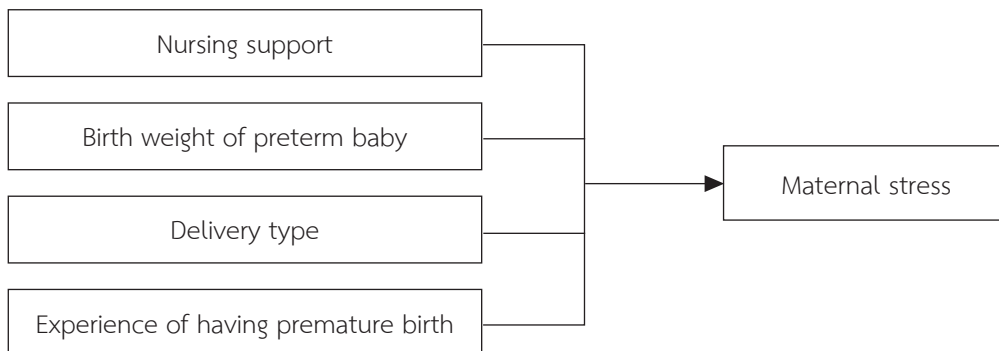 Nursing support
Birth weight of preterm baby
Delivery type
Experience of having premature birth
Maternal stress